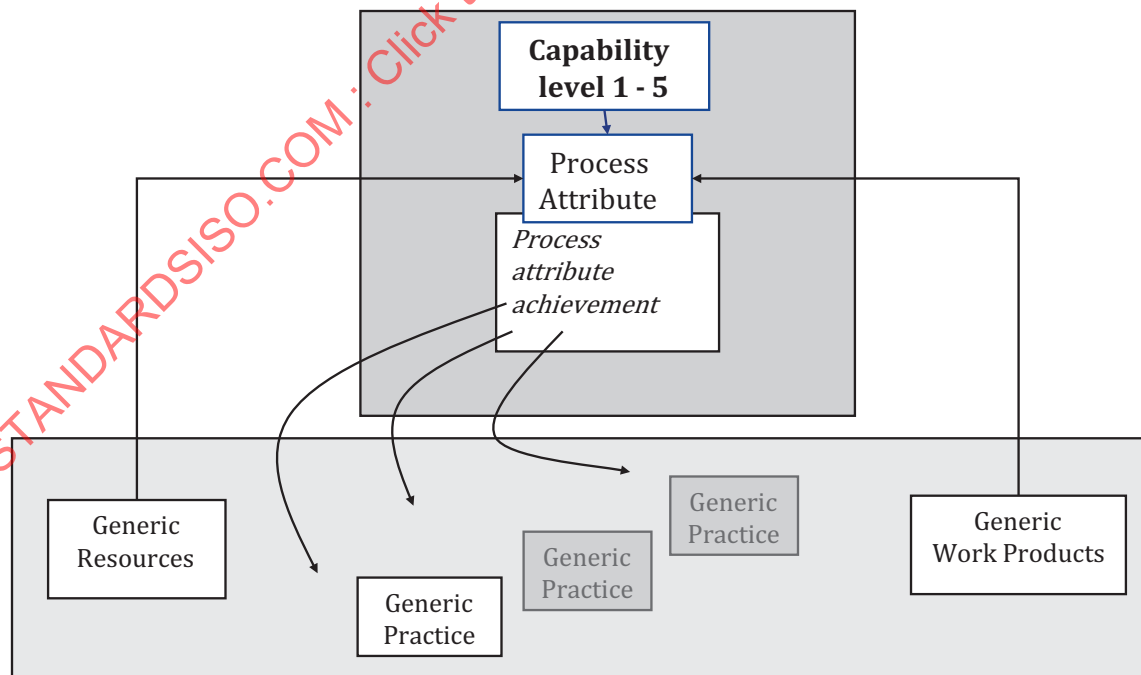 STANDARDSISO.COM : Click t
Capability
level 1 - 5
Process
Attribute
Process
attribute
achievement
Generic
Resources
Generic
Practice
Generic
Practice
Generic
Practice
Generic
Work Products